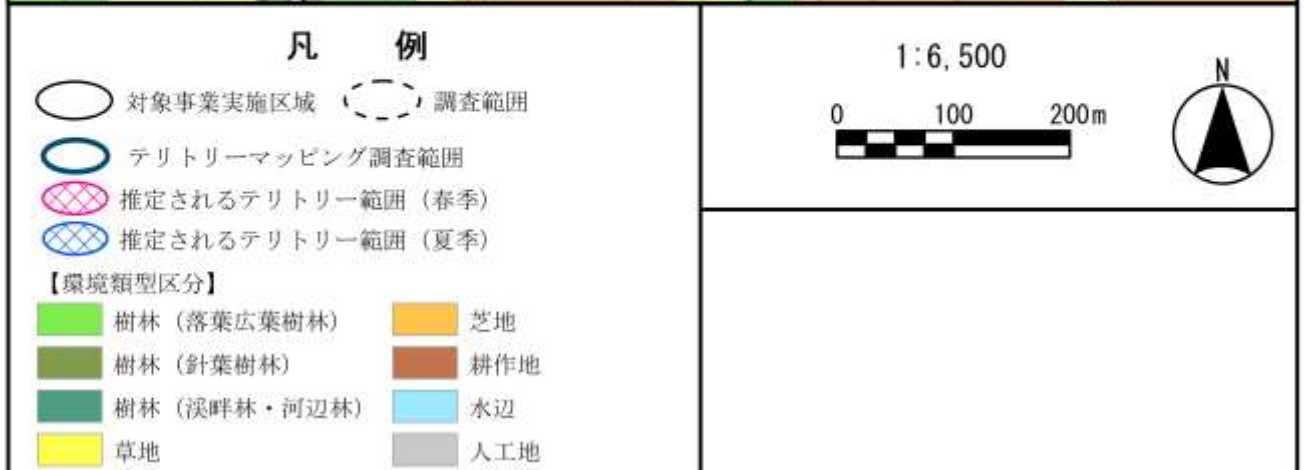 凡 例
対象事業実施区域 調査範囲
テリトリーマッピング調査範囲
推定されるテリトリー範囲（春季）
推定されるテリトリー範囲（夏季）
【環境類型区分】
樹林（落葉広葉樹林） 芝地
樹林（針葉樹林） 耕作地
樹林（渓畔林・河辺林） 水辺
草地 人工地
1:6,500
0 100 200m
N